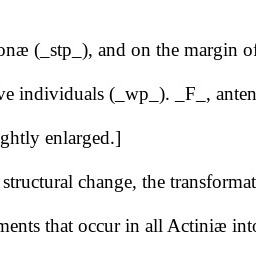 onæ (_stp_), and on the margin of
ve individuals (_wp_). _F_, anten
ghtly enlarged.]
structural change, the transformat
ments that occur in all Actiniæ into